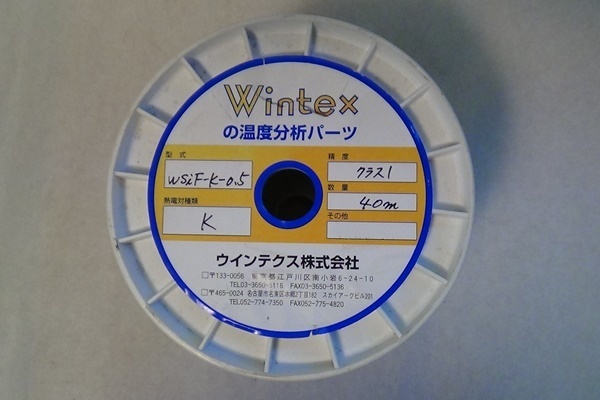 Wintex
の温度分析パーツ
型 式
WSiF-K-0.5
熱電対種類
K
精 度
クラス1
数 量
40m
その他
ウインテクス株式会社
□〒133-0056 東京都江戸川区南小岩6-24-10
TEL03-3650-5116 FAX03-3650-5136
□〒465-0024 名古屋市名東区本郷2丁目182 スカイアークビル201
TEL052-774-7350 FAX052-775-4820